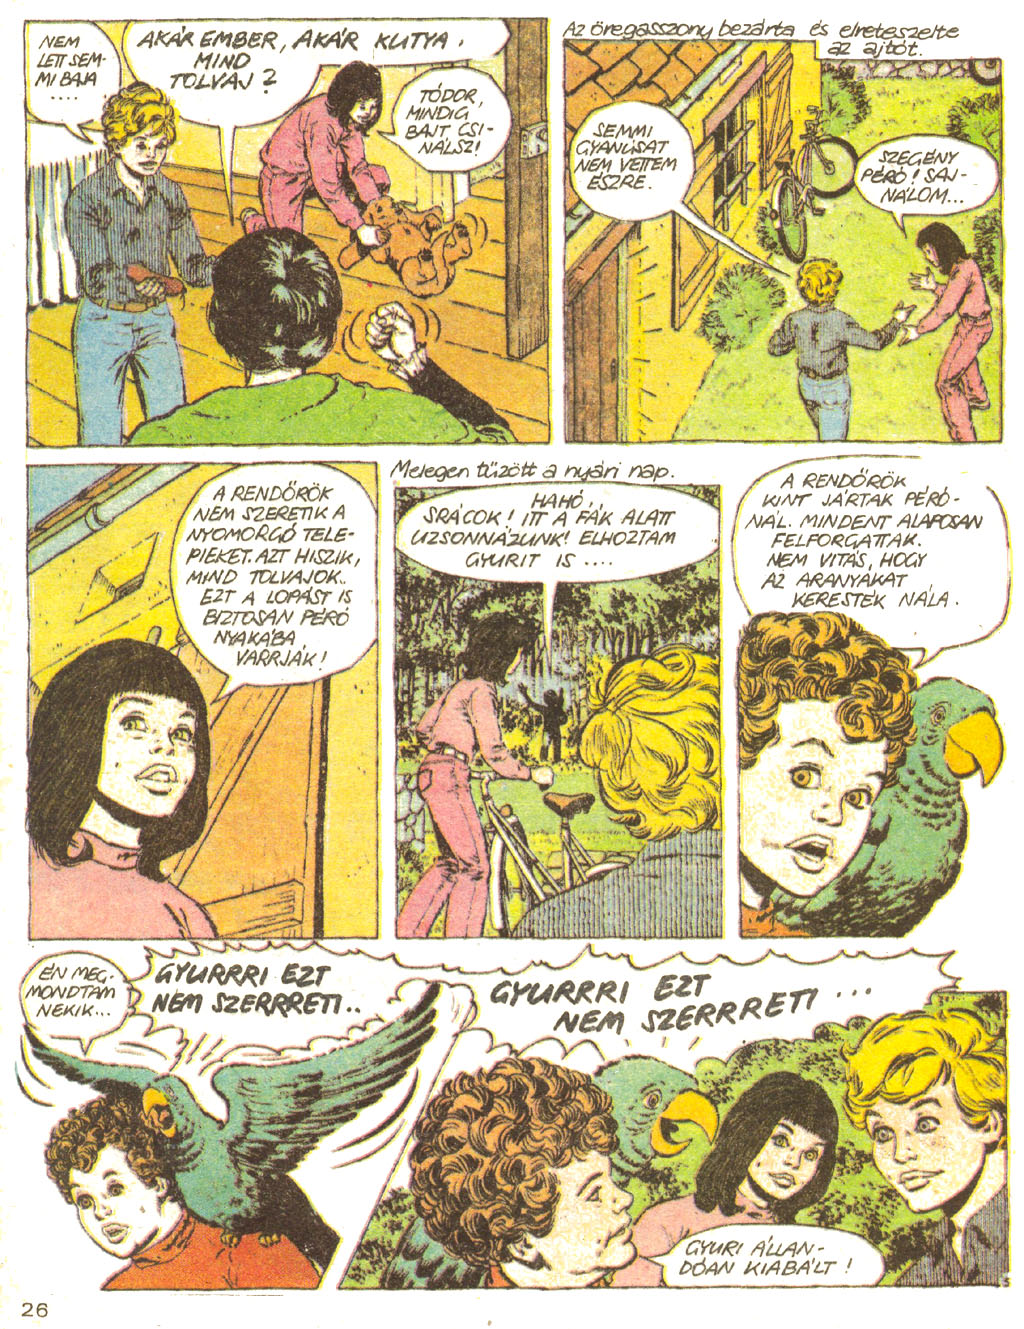 NEM
LETT SEM-
MI BAJA
....
AKÁR EMBER, AKÁR KUTYA,
MIND
TOLVAJ?
TÓDOR,
MINDIG
BAJT CSI-
NÁLSZ!
Az öregasszony bezárta és elreteszelte
az ajtót.
SEMMI
GYANÚSAT
NEM VETTEM
ÉSZRE.
SZEGÉNY
PÉRÓ! SAJ-
NÁLOM...
A RENDŐRÖK
NEM SZERETIK A
NYOMORGÓ TELE-
PIEKET. AZT HISZIK,
MIND TOLVAJOK..
EZT A LOPÁST IS
BIZTOSAN PÉRÓ
NYAKÁBA
VARRJÁK!
Melegen tűzött a nyári nap.
HAHÓ,
SRÁCOK! ITT A FÁK ALATT
UZSONNÁZUNK! ELHOZTAM
GYURIT IS ....
A RENDŐRÖK
KINT JÁRTAK PÉRÓ-
NÁL. MINDENT ALAPOSAN
FELFORGATTAK.
NEM VITÁS, HOGY
AZ ARANYAKAT
KERESTÉK NÁLA.
ÉN MEG-
MONDTAM
NEKIK...
GYURRRI EZT
NEM SZERRRETI..
GYURRRI EZT
NEM SZERRRETI ...
GYURI ÁLLAN-
DÓAN KIABÁLT!
5
26